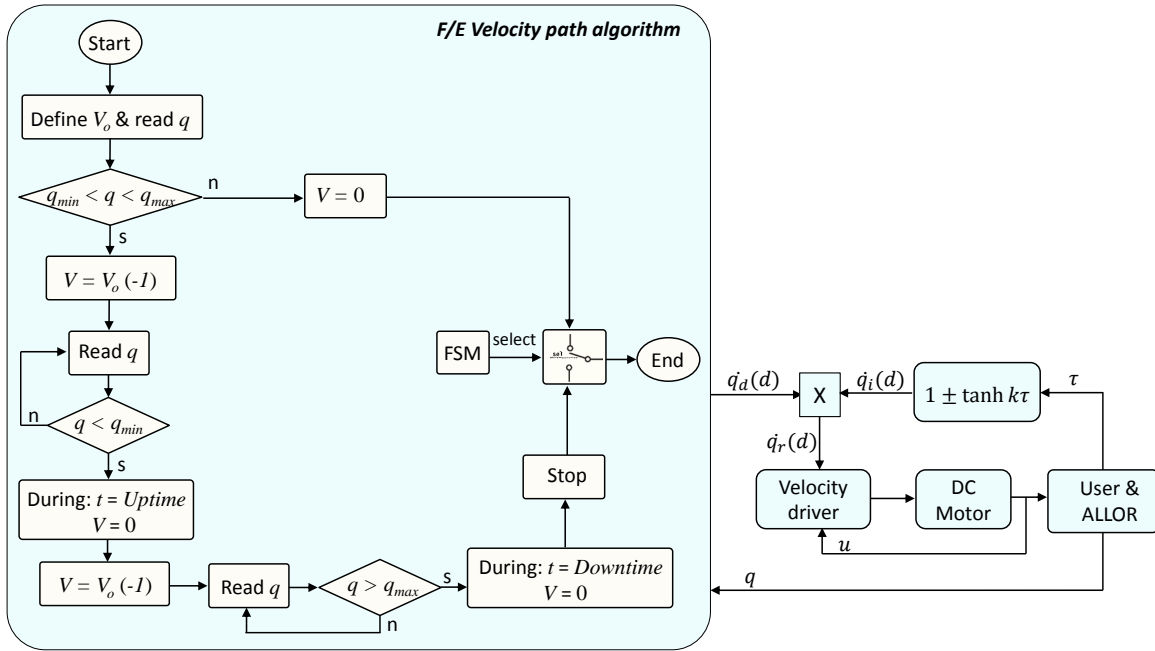 F/E Velocity path algorithm
Start
Define V_o & read q
q_min < q < q_max
n
s
V = 0
V = V_o (-1)
Read q
n
q < q_min
s
During: t = Uptime
V = 0
V = V_o (-1)
Read q
q > q_max
s
n
During: t = Downtime
V = 0
Stop
FSM
select
sel
End
q̇_d(d)
X
q̇_i(d)
1 ± tanh kτ
τ
q̇_r(d)
Velocity
driver
DC
Motor
User &
ALLOR
u
q